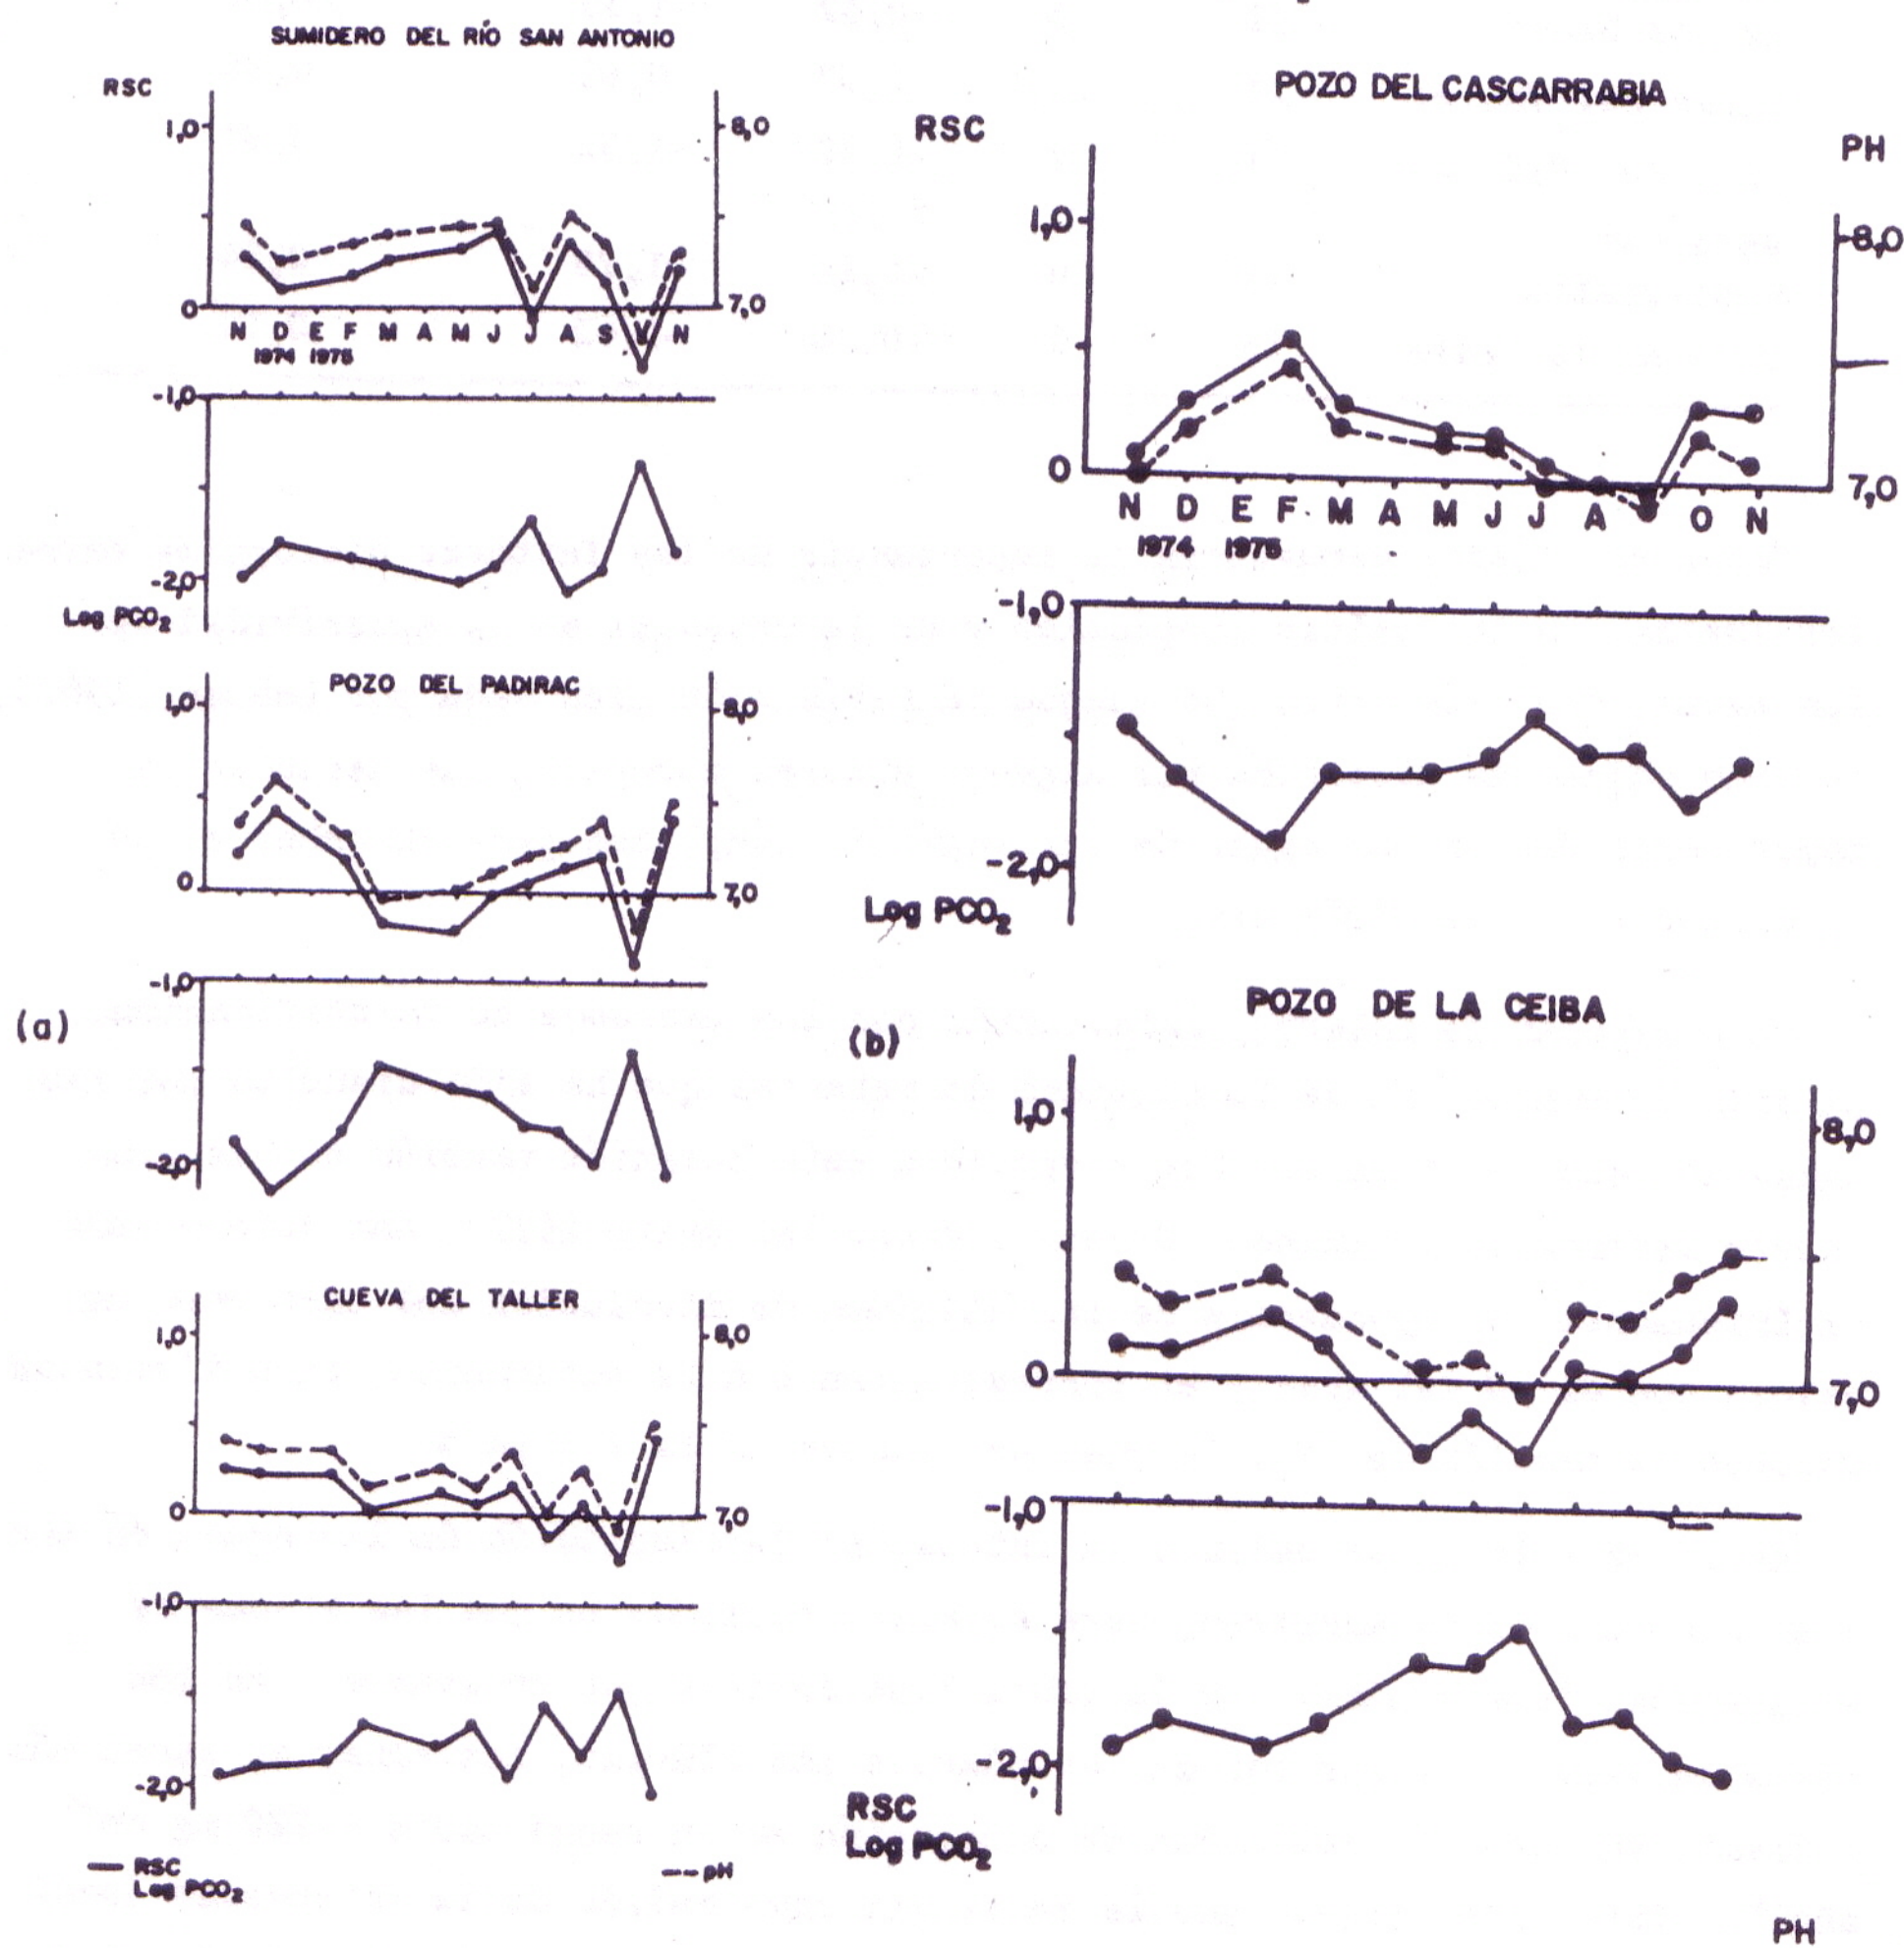 SUMIDERO DEL RÍO SAN ANTONIO
RSC
1,0
8,0
0
7,0
N D E F M A M J J A S N
1974 1975
-1,0
-2,0
Log PCO2
POZO DEL PADIRAC
1,0
8,0
0
7,0
-1,0
(a)
-2,0
CUEVA DEL TALLER
1,0
8,0
0
7,0
-1,0
-2,0
RSC
Log PCO2
pH
POZO DEL CASCARRABIA
RSC
PH
1,0
8,0
0
7,0
N D E F M A M J J A O N
1974 1975
-1,0
-2,0
Log PCO2
POZO DE LA CEIBA
(b)
1,0
8,0
0
7,0
-1,0
-2,0
RSC
Log PCO2
PH